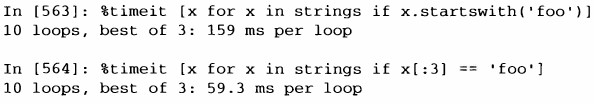 In [563]: %timeit [x for x in strings if x.startswith('foo')]
10 loops, best of 3: 159 ms per loop
In [564]: %timeit [x for x in strings if x[:3] == 'foo']
10 loops, best of 3: 59.3 ms per loop